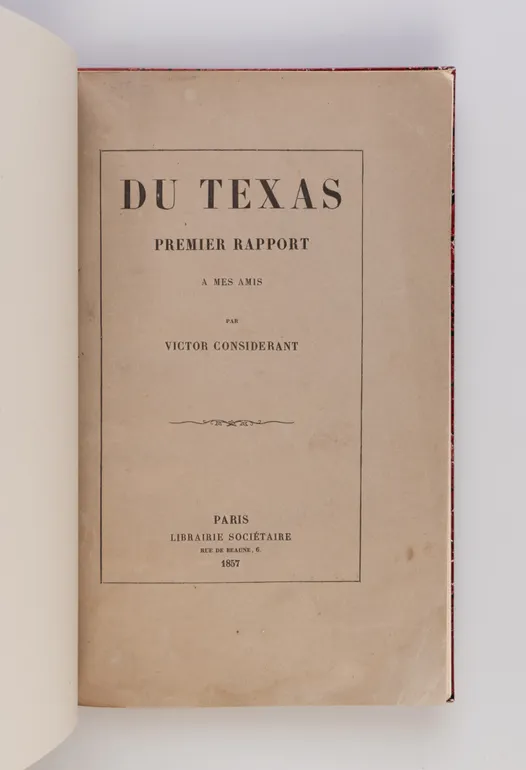 DU TEXAS
PREMIER RAPPORT
A MES AMIS
PAR
VICTOR CONSIDERANT
PARIS
LIBRAIRIE SOCIÉTAIRE
RUE DE BEAUNE, 6.
1857